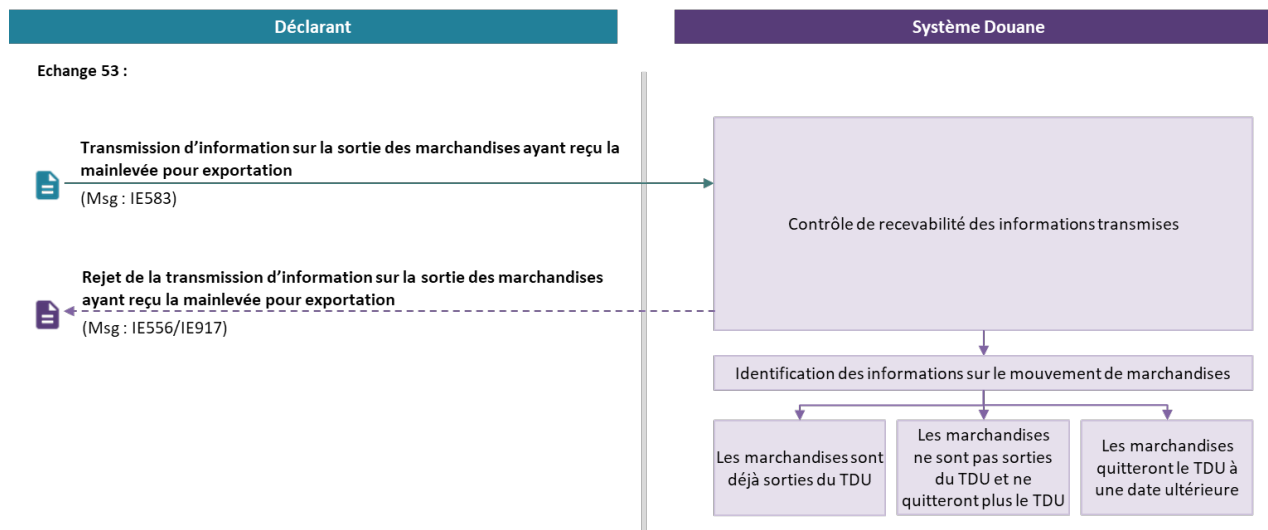 Déclarant
Système Douane
Echange 53 :
Transmission d’information sur la sortie des marchandises ayant reçu la
mainlevée pour exportation
(Msg : IE583)
Contrôle de recevabilité des informations transmises
Rejet de la transmission d’information sur la sortie des marchandises
ayant reçu la mainlevée pour exportation
(Msg : IE556/IE917)
Identification des informations sur le mouvement de marchandises
Les marchandises sont
déjà sorties du TDU
Les marchandises
ne sont pas sorties
du TDU et ne
quitteront plus le TDU
Les marchandises
quitteront le TDU à
une date ultérieure